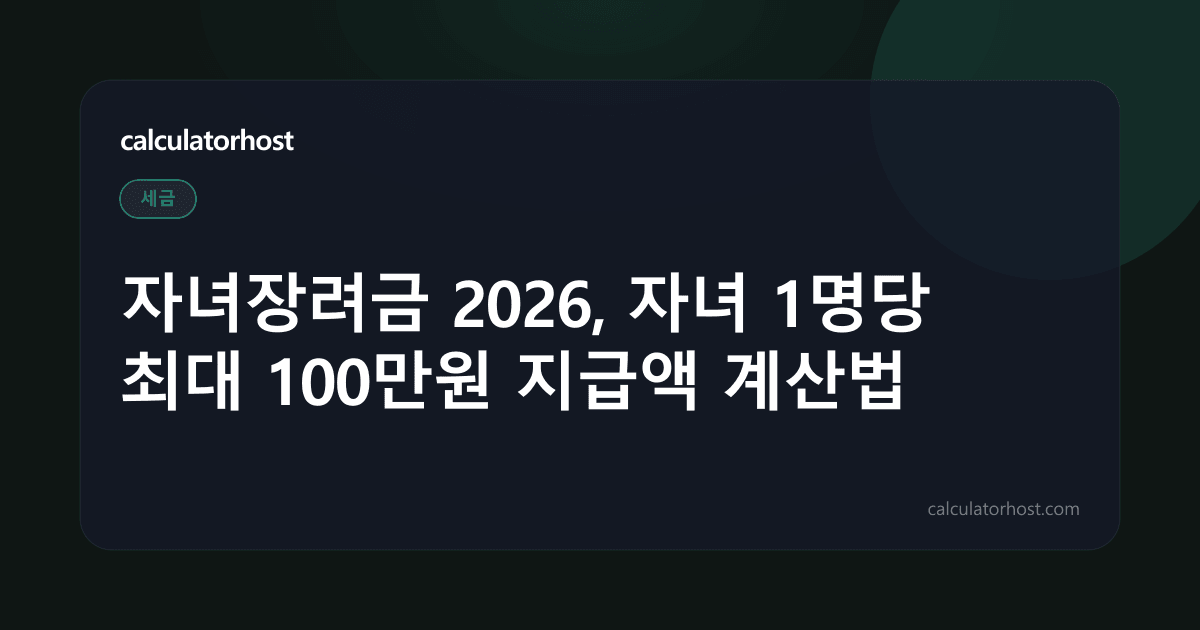 calculatorhost
세금
자녀장려금 2026, 자녀 1명당
최대 100만원 지급액 계산법
calculatorhost.com